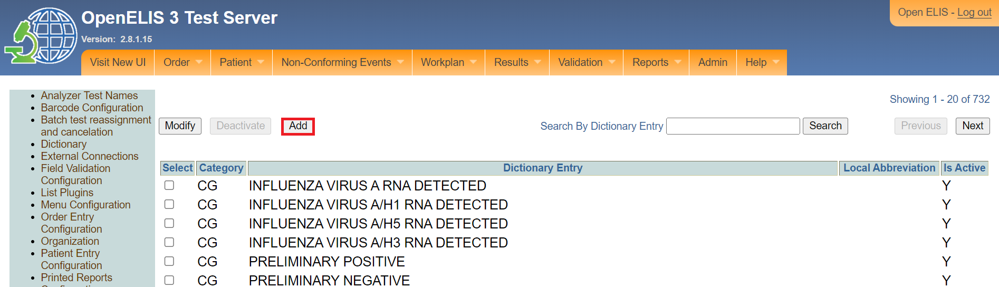 OpenELIS 3 Test Server
Open ELIS - Log out
Version: 2.8.1.15
Visit New UI Order Patient Non-Conforming Events Workplan Results Validation Reports Admin Help
Analyzer Test Names
Barcode Configuration
Batch test reassignment
and cancelation
Dictionary
External Connections
Field Validation
Configuration
List Plugins
Menu Configuration
Order Entry
Configuration
Organization
Patient Entry
Configuration
Printed Reports
Showing 1 - 20 of 732
Modify Deactivate Add Search By Dictionary Entry Search Previous Next
Select Category Dictionary Entry Local Abbreviation Is Active
CG INFLUENZA VIRUS A RNA DETECTED Y
CG INFLUENZA VIRUS A/H1 RNA DETECTED Y
CG INFLUENZA VIRUS A/H5 RNA DETECTED Y
CG INFLUENZA VIRUS A/H3 RNA DETECTED Y
CG PRELIMINARY POSITIVE Y
CG PRELIMINARY NEGATIVE Y